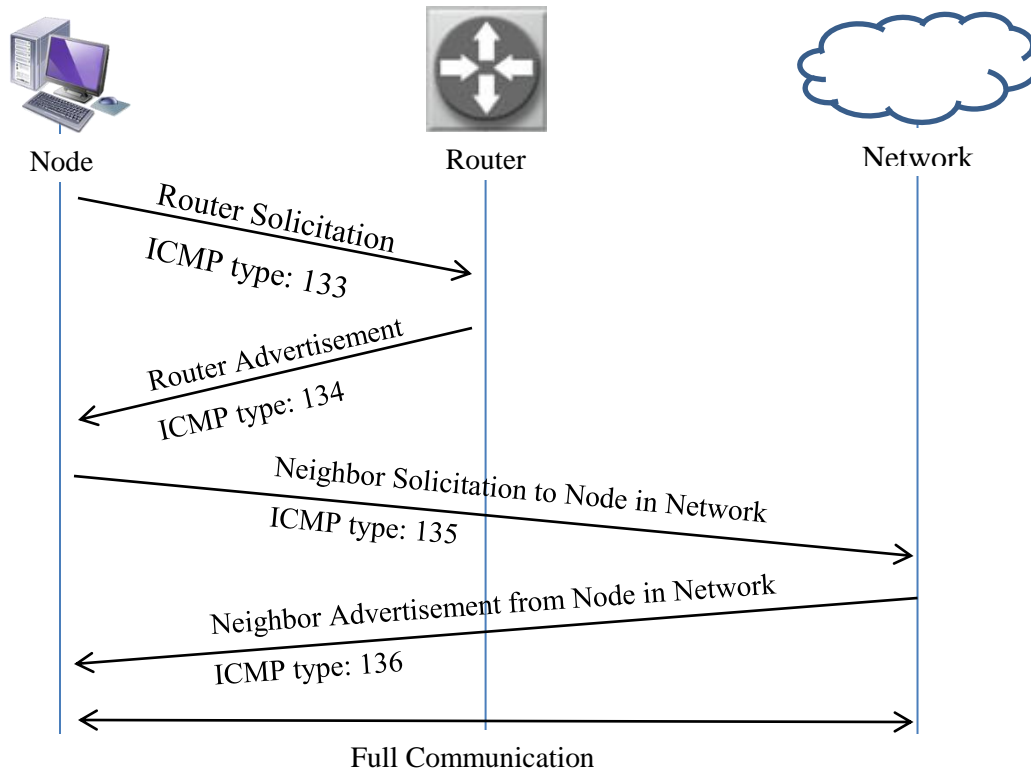 Node
Router
Network
Router Solicitation
ICMP type: 133
Router Advertisement
ICMP type: 134
Neighbor Solicitation to Node in Network
ICMP type: 135
Neighbor Advertisement from Node in Network
ICMP type: 136
Full Communication